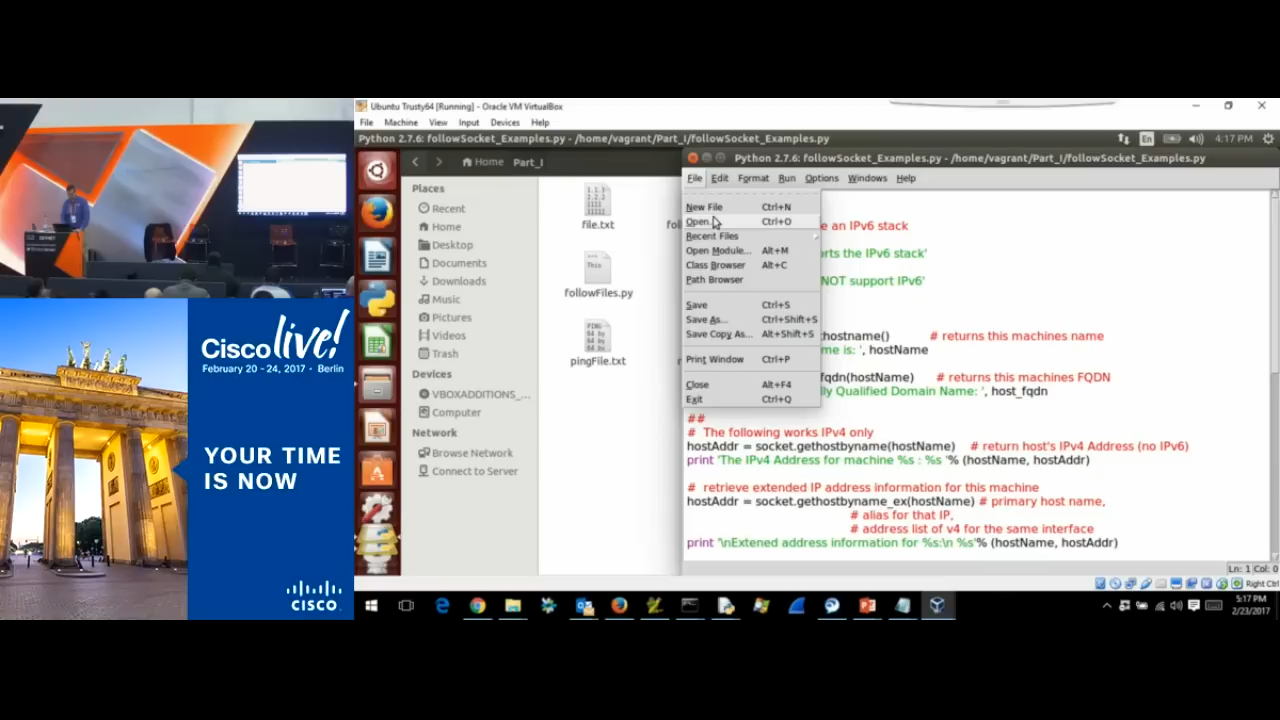 Cisco live!
February 20 - 24, 2017 • Berlin
YOUR TIME
IS NOW
CISCO
Ubuntu Trusty64 [Running] - Oracle VM VirtualBox
File Machine View Input Devices Help
Python 2.7.6: followSocket_Examples.py - /home/vagrant/Part_I/followSocket_Examples.py
En
4:17 PM
Home Part_I
Places
Recent
Home
Desktop
Documents
Downloads
Music
Pictures
Videos
Trash
Devices
VBOXADDITIONS_...
Computer
Network
Browse Network
Connect to Server
file.txt
followFiles.py
pingFile.txt
Python 2.7.6: followSocket_Examples.py - /home/vagrant/Part_I/followSocket_Examples.py
File Edit Format Run Options Windows Help
New File Ctrl+N
Open... Ctrl+O
Recent Files
Open Module... Alt+M
Class Browser Alt+C
Path Browser
Save Ctrl+S
Save As... Ctrl+Shift+S
Save Copy As... Alt+Shift+S
Print Window Ctrl+P
Close Alt+F4
Exit Ctrl+Q
e an IPv6 stack
rts the IPv6 stack'
NOT support IPv6'
thostname() # returns this machines name
me is: ', hostName
fqdn(hostName) # returns this machines FQDN
ly Qualified Domain Name: ', host_fqdn
##
# The following works IPv4 only
hostAddr = socket.gethostbyname(hostName) # return host's IPv4 Address (no IPv6)
print 'The IPv4 Address for machine %s : %s '% (hostName, hostAddr)
# retrieve extended IP address information for this machine
hostAddr = socket.gethostbyname_ex(hostName) # primary host name,
# alias for that IP,
# address list of v4 for the same interface
print '\nExtened address information for %s:\n %s'% (hostName, hostAddr)
Ln: 1 Col: 0
Right Ctrl
5:17 PM
2/23/2017